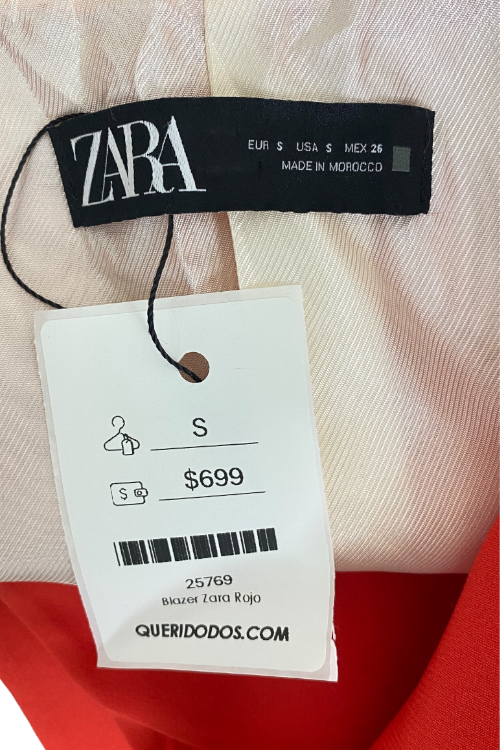 ZARA
EUR S USA S MEX 26
MADE IN MOROCCO
S
$ $699
25769
Blazer Zara Rojo
QUERIDODOS.COM